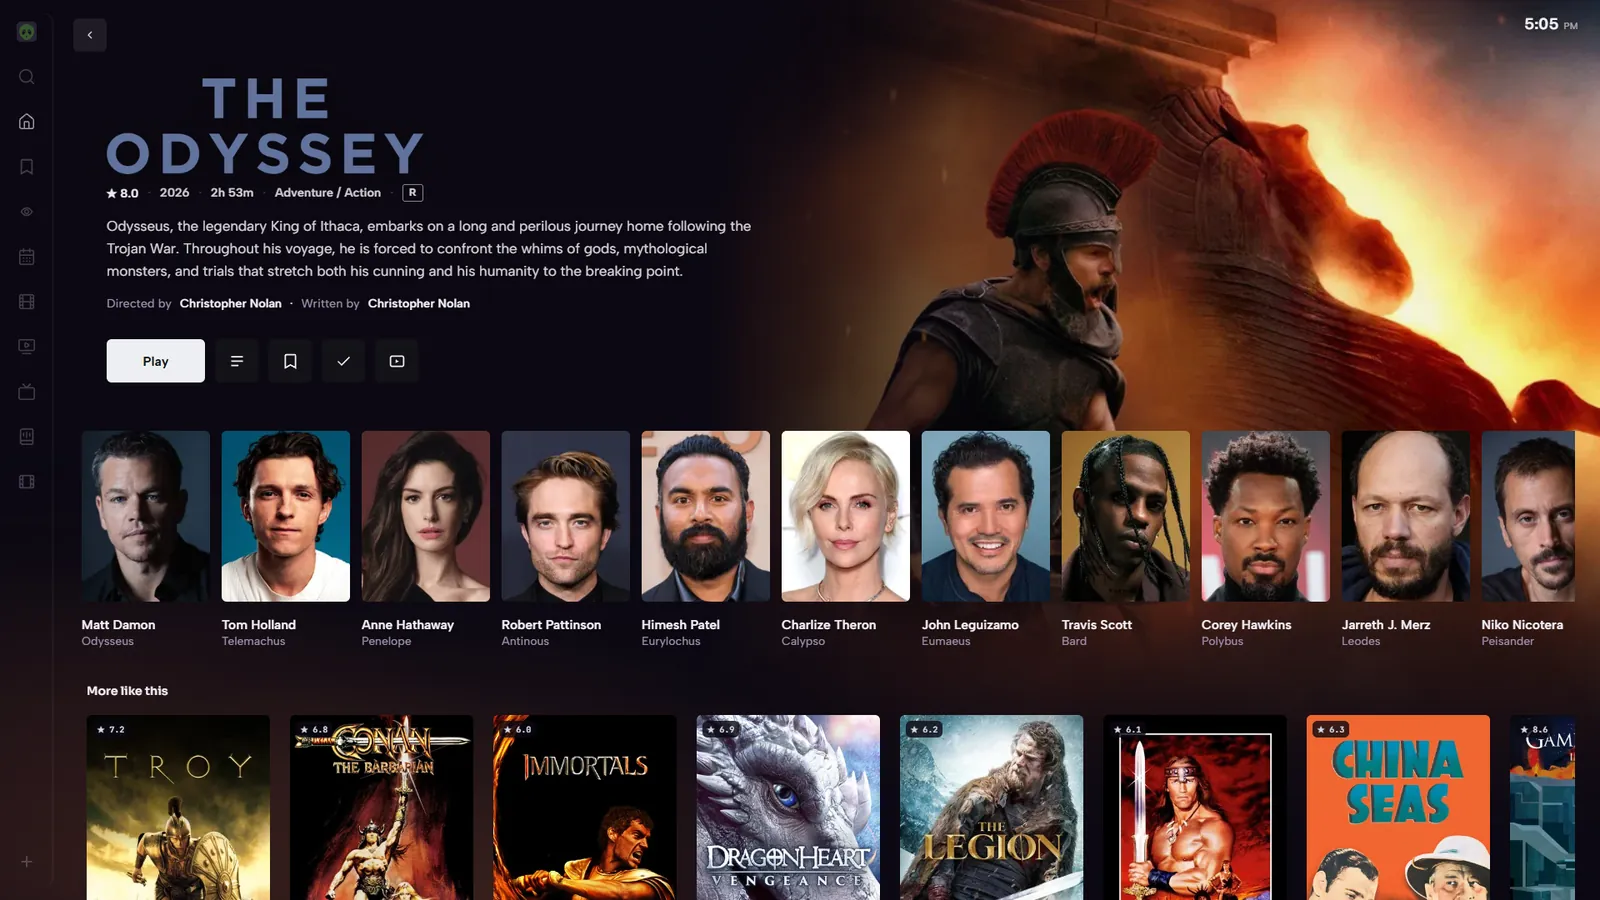 5:05 PM
THE
ODYSSEY
★ 8.0 · 2026 · 2h 53m · Adventure / Action · R
Odysseus, the legendary King of Ithaca, embarks on a long and perilous journey home following the
Trojan War. Throughout his voyage, he is forced to confront the whims of gods, mythological
monsters, and trials that stretch both his cunning and his humanity to the breaking point.
Directed by Christopher Nolan · Written by Christopher Nolan
Play
Matt Damon
Odysseus
Tom Holland
Telemachus
Anne Hathaway
Penelope
Robert Pattinson
Antinous
Himesh Patel
Eurylochus
Charlize Theron
Calypso
John Leguizamo
Eumaeus
Travis Scott
Bard
Corey Hawkins
Polybus
Jarreth J. Merz
Leodes
Niko Nicotera
Peisander
More like this
★ 7.2
TROY
★ 6.8
CONAN
THE BARBARIAN
★ 6.0
IMMORTALS
★ 6.9
DRAGONHEART
VENGEANCE
★ 6.2
THE
LEGION
★ 6.1
★ 6.3
CHINA
SEAS
★ 8.6
GAM